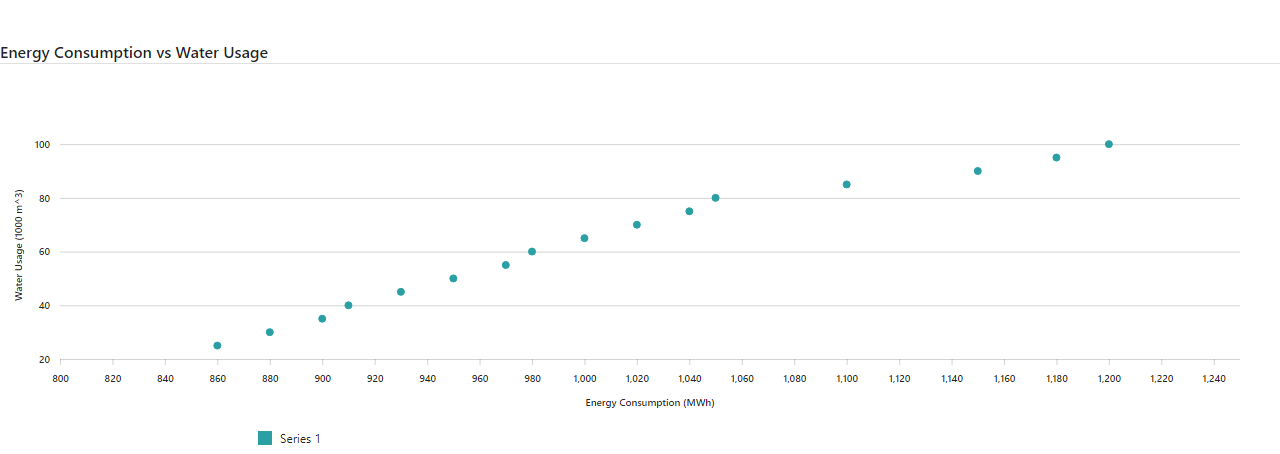 Energy Consumption vs Water Usage
Water Usage (1000 m^3)
100
80
60
40
20
800 820 840 860 880 900 920 940 960 980 1,000 1,020 1,040 1,060 1,080 1,100 1,120 1,140 1,160 1,180 1,200 1,220 1,240
Energy Consumption (MWh)
Series 1